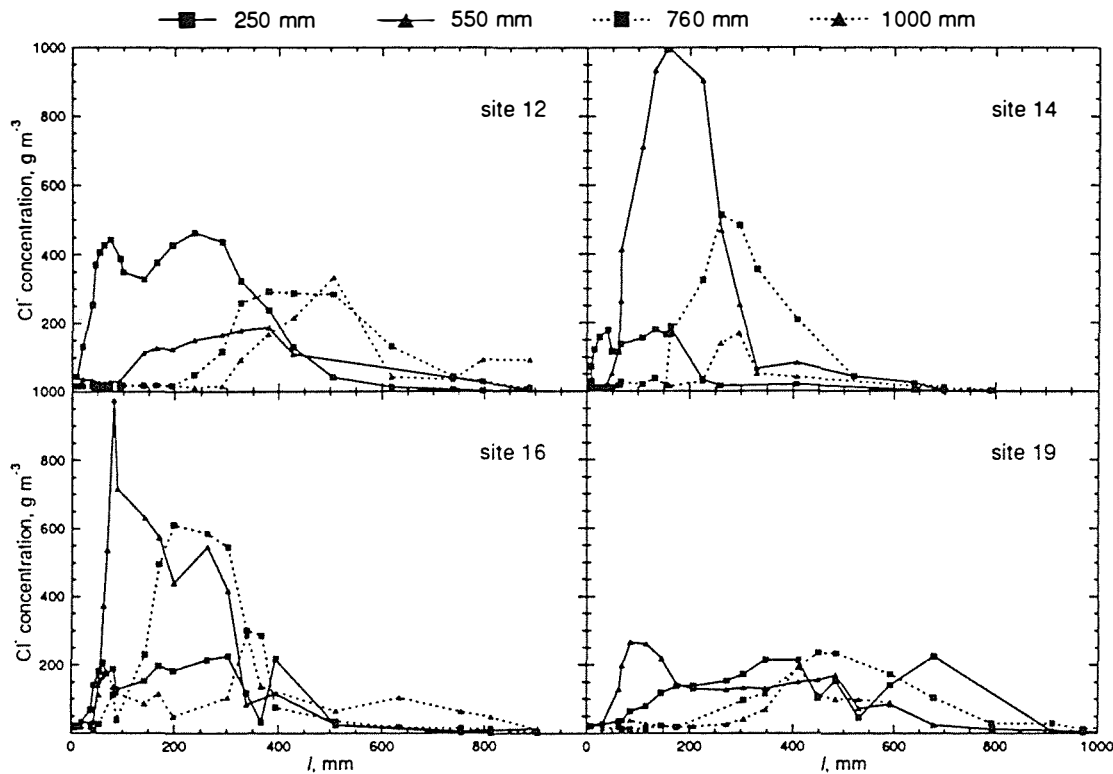 250 mm 550 mm 760 mm 1000 mm
1000
800
600
400
200
Cl⁻ concentration, g m⁻³
site 12
site 14
1000
800
600
400
200
Cl⁻ concentration, g m⁻³
site 16
site 19
0 200 400 600 800 0 200 400 600 800 1000
l, mm l, mm